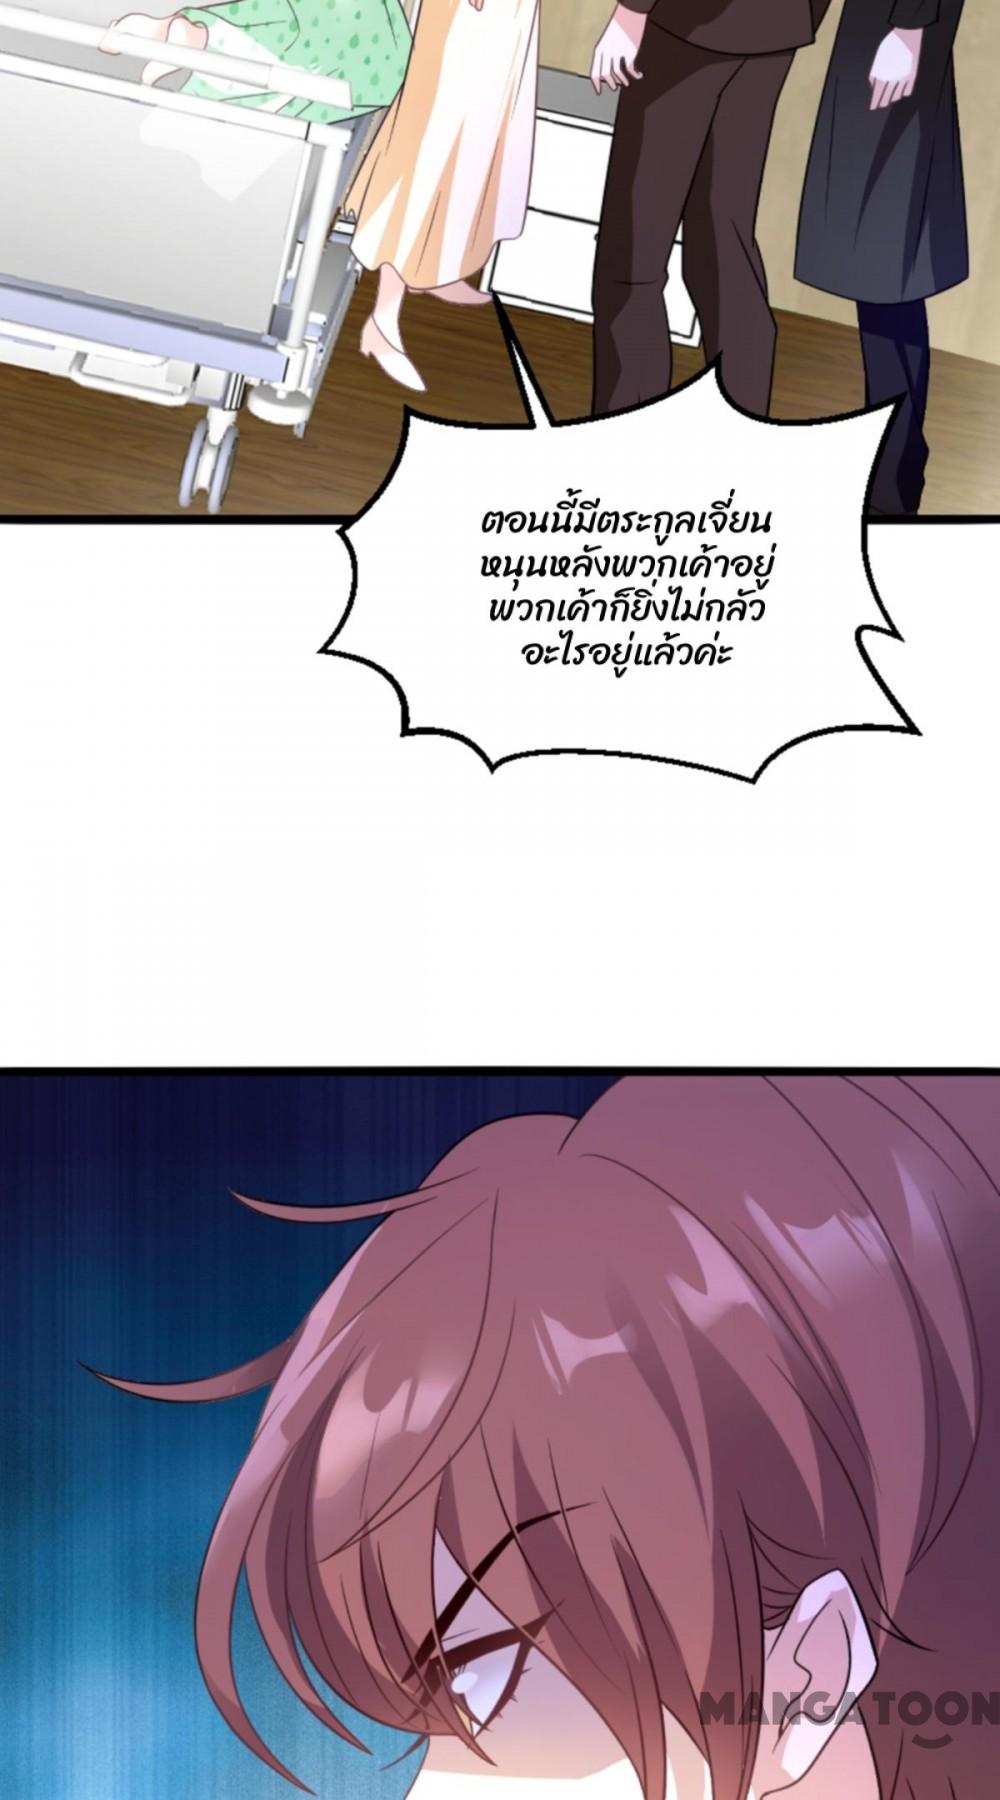 ตอนนี้มีตระกูลเจี่ยน
หนุนหลังพวกเค้าอยู่
พวกเค้าก็ยิ่งไม่กลัว
อะไรอยู่แล้วค่ะ
MANGATOON